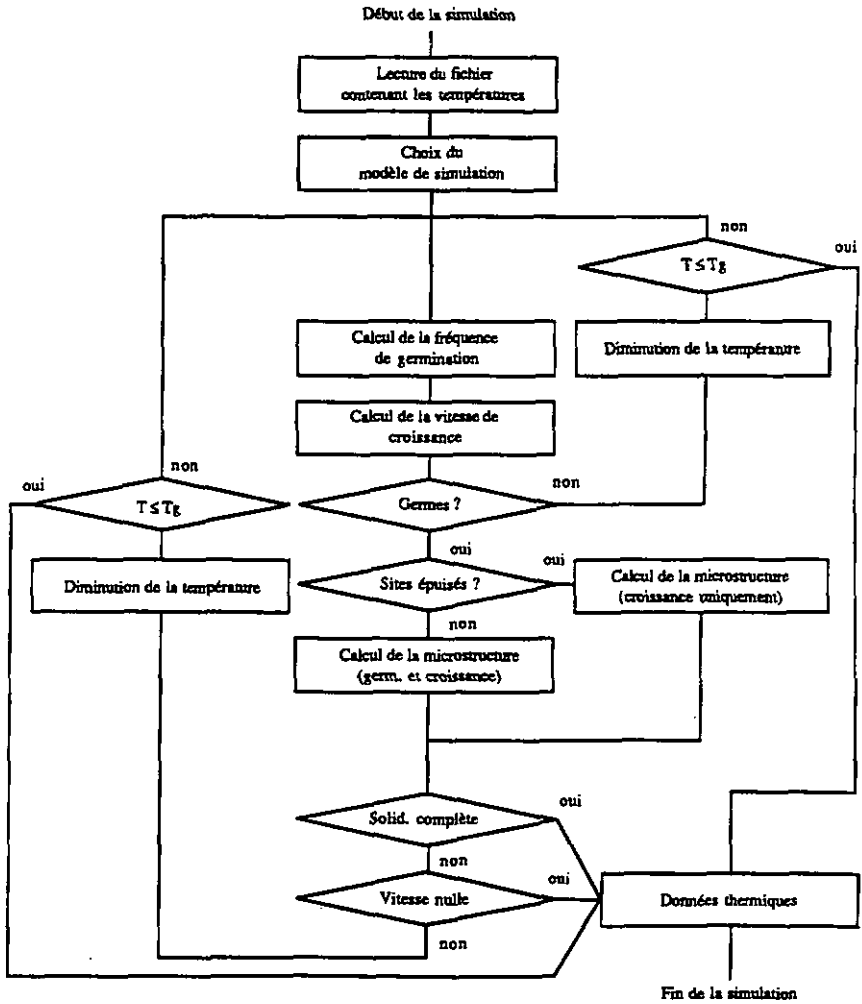 Début de la simulation
Lecture du fichier
contenant les températures
Choix du
modèle de simulation
non
oui
T ≤ Tg
Calcul de la fréquence
de germination
Diminution de la température
Calcul de la vitesse de
croissance
oui
non
T ≤ Tg
Germes ?
non
oui
oui
Diminution de la température
Sites épuisés ?
Calcul de la microstructure
(croissance uniquement)
non
Calcul de la microstructure
(germ. et croissance)
oui
Solid. complète
non
oui
Vitesse nulle
Données thermiques
non
Fin de la simulation